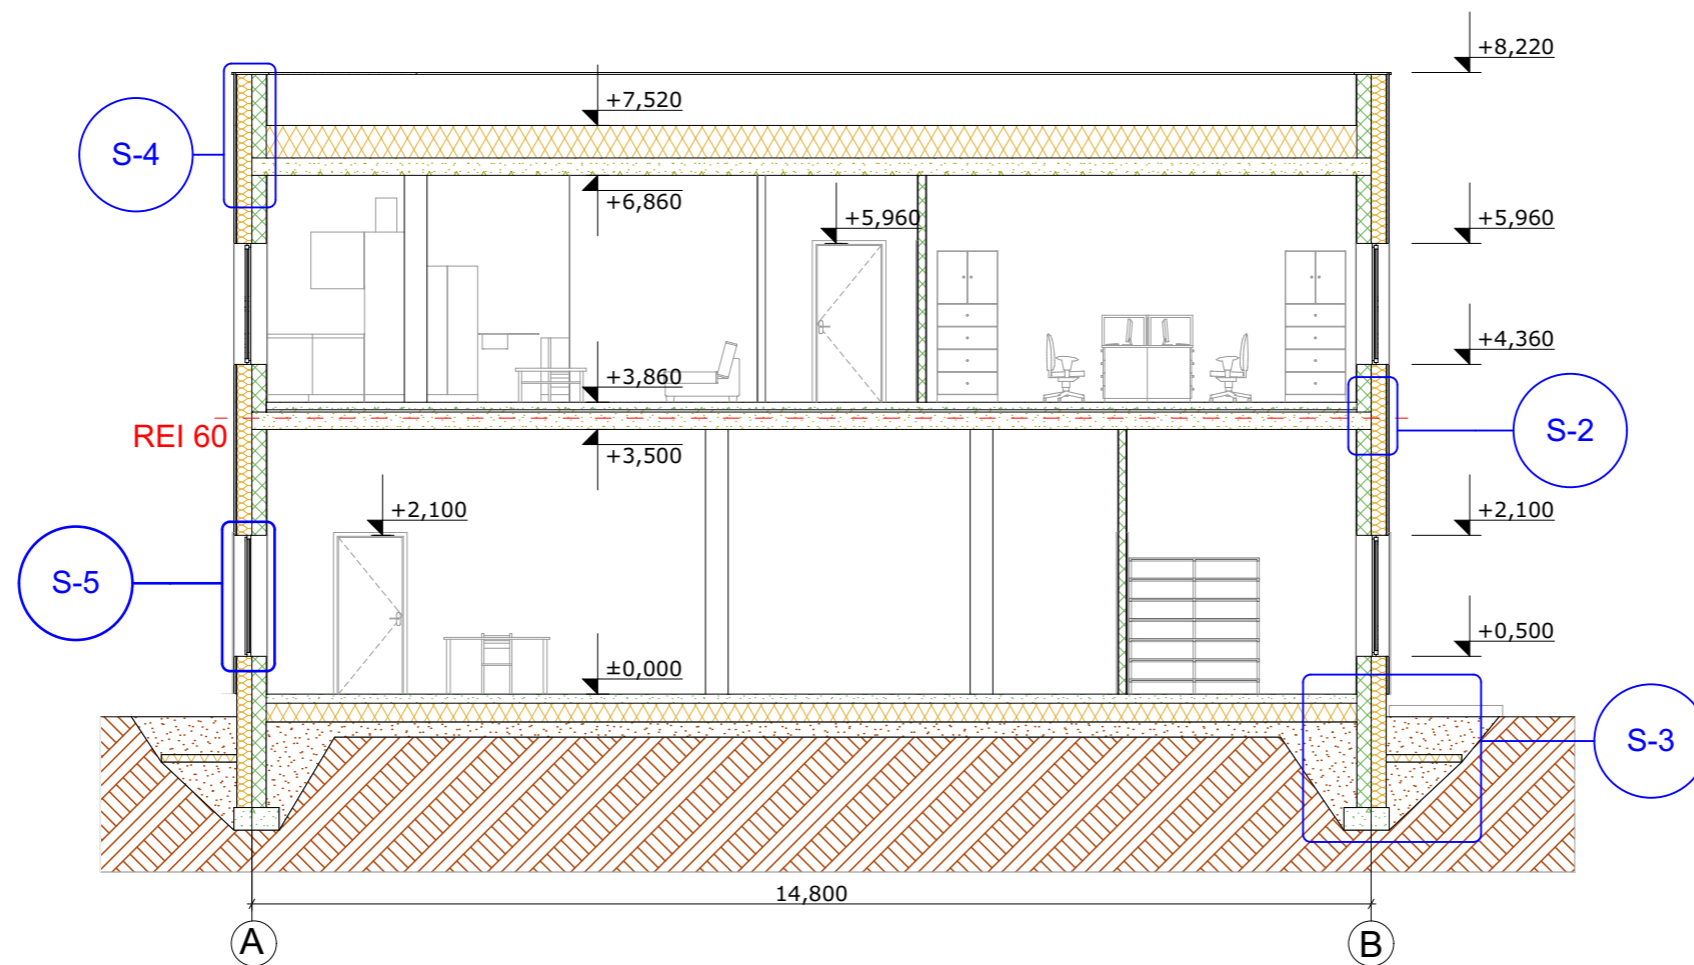 +8,220
+7,520
S-4
+6,860
+5,960
+5,960
+4,360
+3,860
REI 60
S-2
+3,500
+2,100
+2,100
S-5
+0,500
±0,000
S-3
14,800
A
B